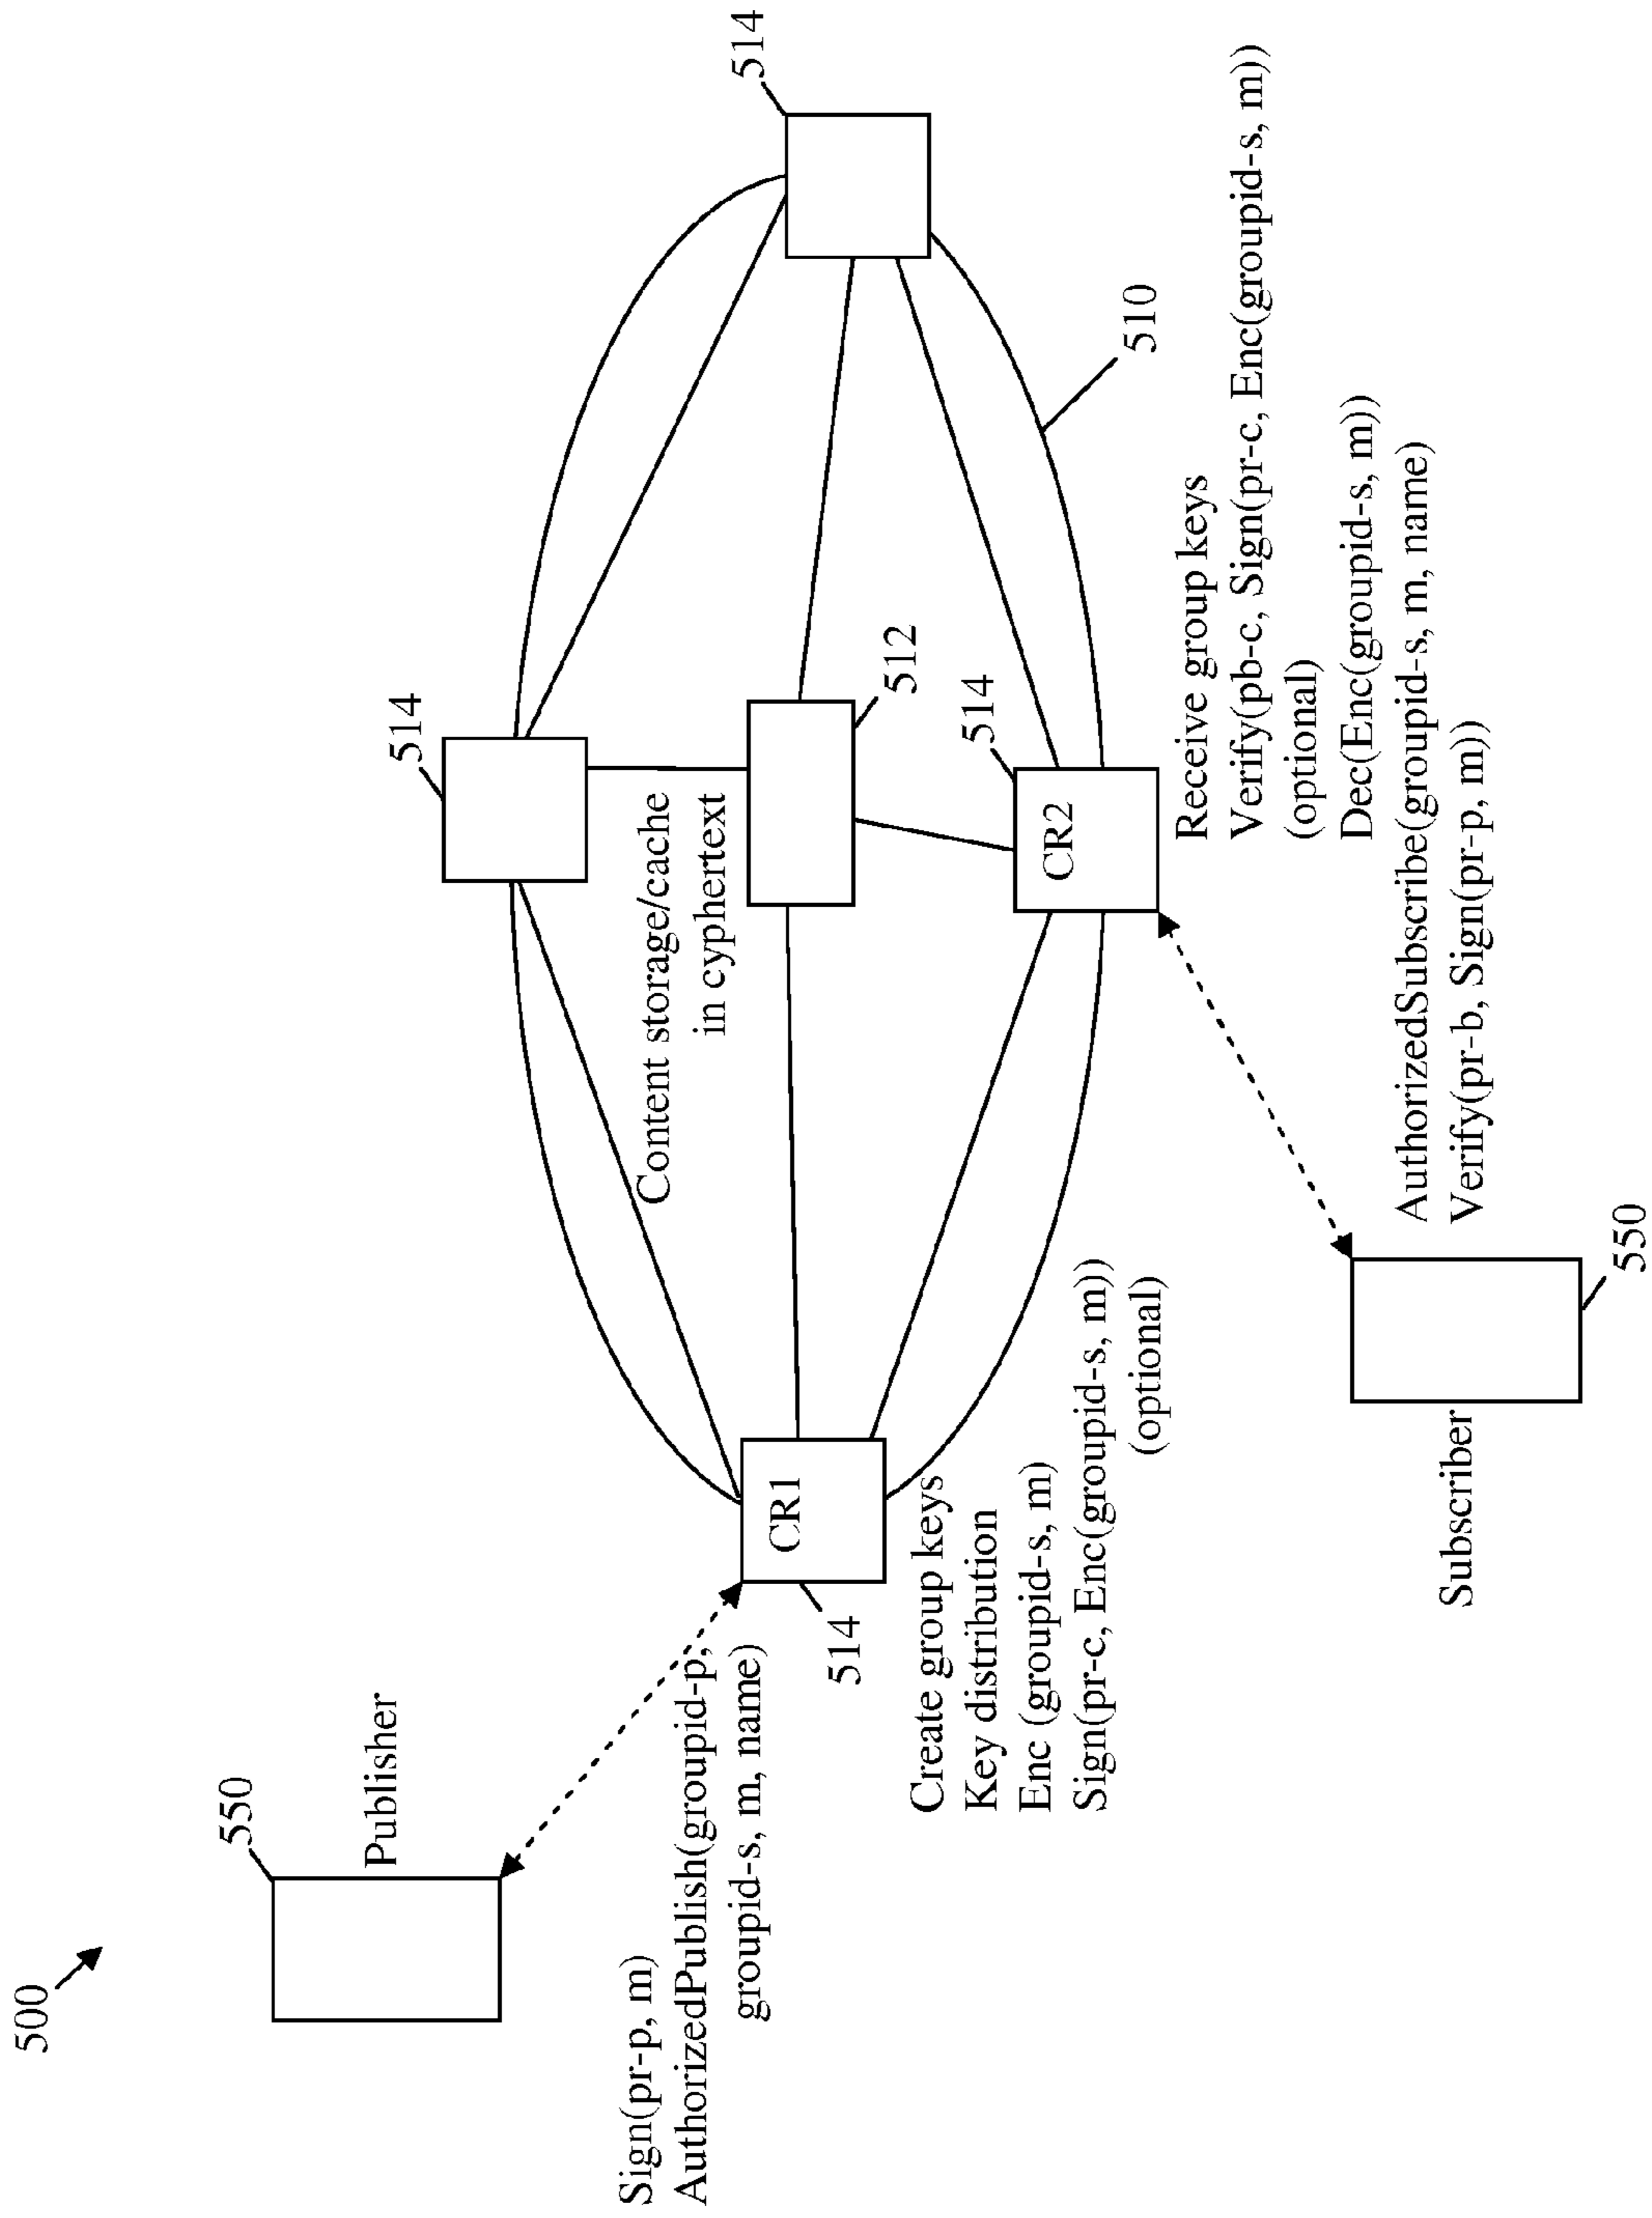 500
550
Publisher
Sign(pr-p, m)
AuthorizedPublish(groupid-p,
groupid-s, m, name)
CR1
514
Create group keys
Key distribution
Enc (groupid-s, m)
Sign(pr-c, Enc(groupid-s, m))
(optional)
514
Content storage/cache
in cyphertext
512
514
CR2
514
510
Receive group keys
Verify(pb-c, Sign(pr-c, Enc(groupid-s, m))
(optional)
Dec(Enc(groupid-s, m))
AuthorizedSubscribe(groupid-s, m, name)
Verify(pr-b, Sign(pr-p, m))
Subscriber
550